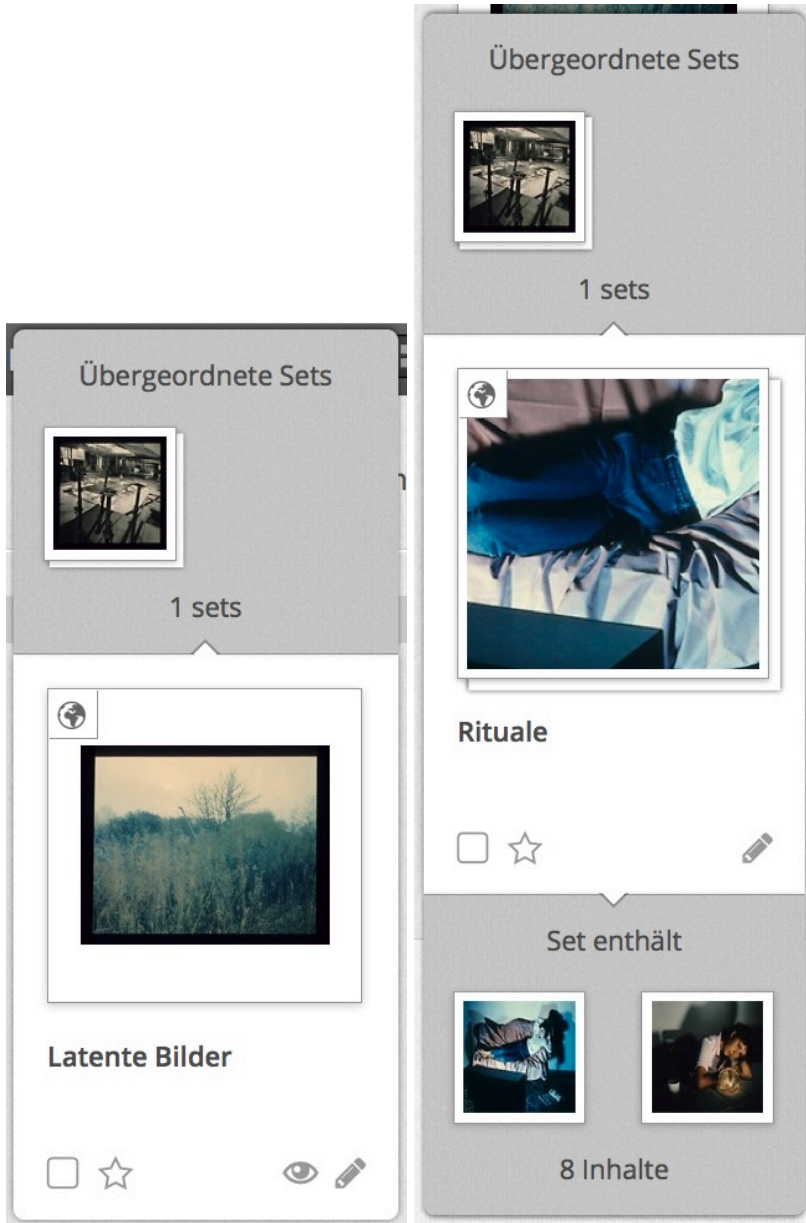 Übergeordnete Sets
1 sets
Latente Bilder
Übergeordnete Sets
1 sets
Rituale
Set enthält
8 Inhalte